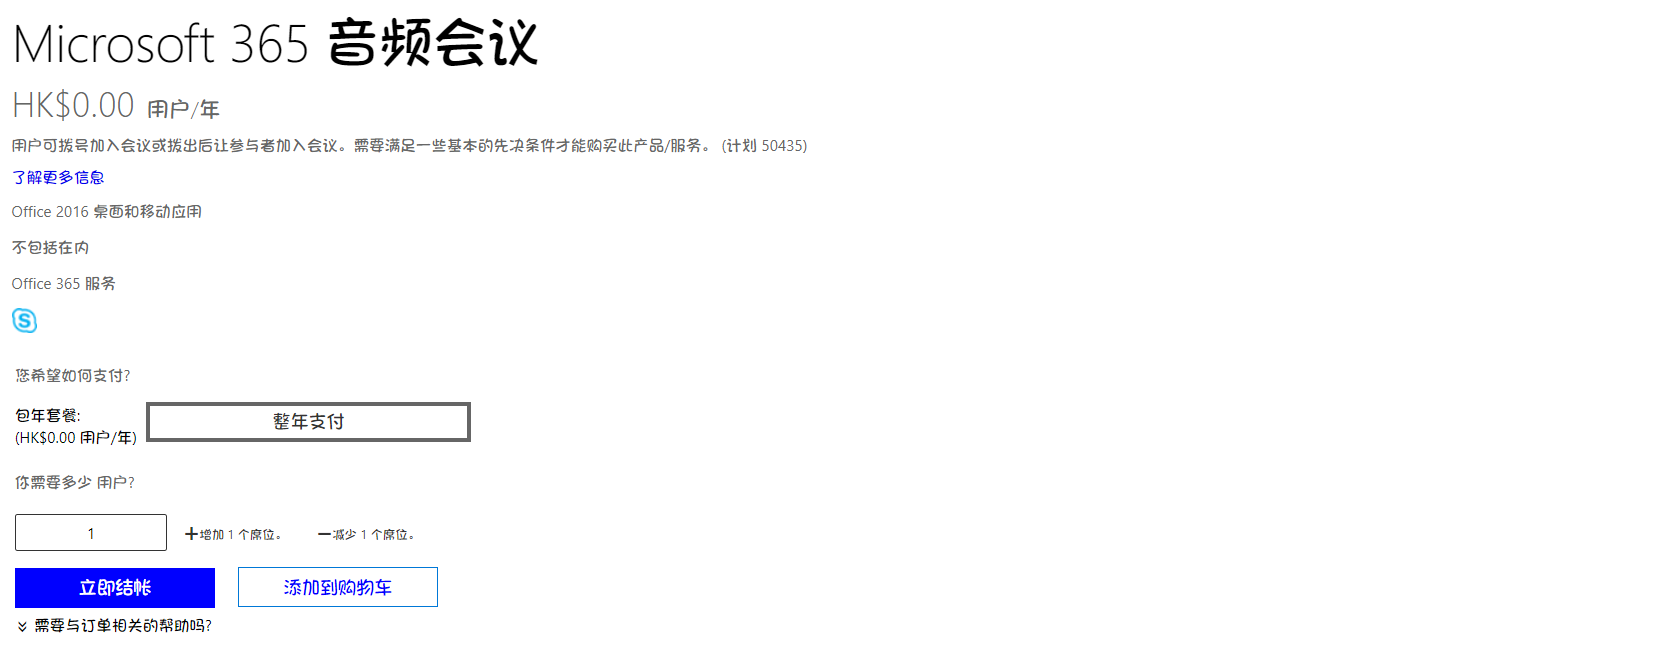 Microsoft 365 音频会议
HK$0.00 用户/年
用户可拨号加入会议或拨出后让参与者加入会议。需要满足一些基本的先决条件才能购买此产品/服务。 (计划 50435)
了解更多信息
Office 2016 桌面和移动应用
不包括在内
Office 365 服务
S
您希望如何支付?
包年套餐:
整年支付
(HK$0.00 用户/年)
你需要多少 用户?
1 +增加 1 个席位。 −减少 1 个席位。
立即结帐 添加到购物车
需要与订单相关的帮助吗?